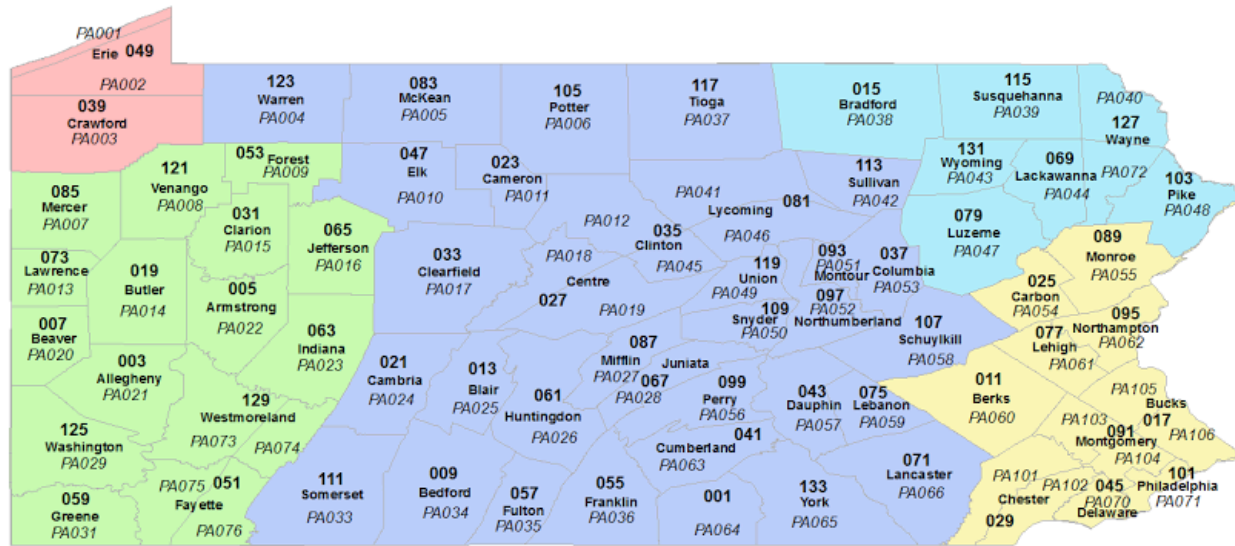 PA001
Erie 049
PA002
039
Crawford
PA003
123
Warren
PA004
083
McKean
PA005
105
Potter
PA006
117
Tioga
PA037
015
Bradford
PA038
115
Susquehanna
PA039
PA040
127
Wayne
085
Mercer
PA007
121
Venango
PA008
053 Forest
PA009
047
Elk
PA010
023
Cameron
PA011
113
Sullivan
PA042
131
Wyoming
PA043
069
Lackawanna
PA044
PA072
103
Pike
PA048
031
Clarion
PA015
065
Jefferson
PA016
PA041
Lycoming 081
PA046
PA012
035
Clinton
PA045
079
Luzeme
PA047
089
Monroe
PA055
073
Lawrence
PA013
019
Butler
PA014
005
Armstrong
PA022
033
Clearfield
PA017
PA018
Centre
027
PA019
119
Union
PA049
093
PA051
Montour
037
Columbia
PA053
025
Carbon
PA054
007
Beaver
PA020
063
Indiana
PA023
109
Snyder
PA050
097
PA052
Northumberland
107
Schuylkill
PA058
077
Lehigh
PA061
095
Northampton
PA062
003
Allegheny
PA021
021
Cambria
PA024
013
Blair
PA025
087
Mifflin
PA027
Juniata
067
PA028
061
Huntingdon
PA026
099
Perry
PA056
043
Dauphin
PA057
075
Lebanon
PA059
011
Berks
PA060
PA105
Bucks
017
PA106
125
Washington
PA029
129
Westmoreland
PA073
PA074
041
Cumberland
PA063
PA103
091
Montgomery
PA104
059
Greene
PA031
PA075
051
Fayette
PA076
111
Somerset
PA033
009
Bedford
PA034
057
Fulton
PA035
055
Franklin
PA036
001
PA064
133
York
PA065
071
Lancaster
PA066
PA101
Chester
PA102
029
045
PA070
Delaware
101
Philadelphia
PA071